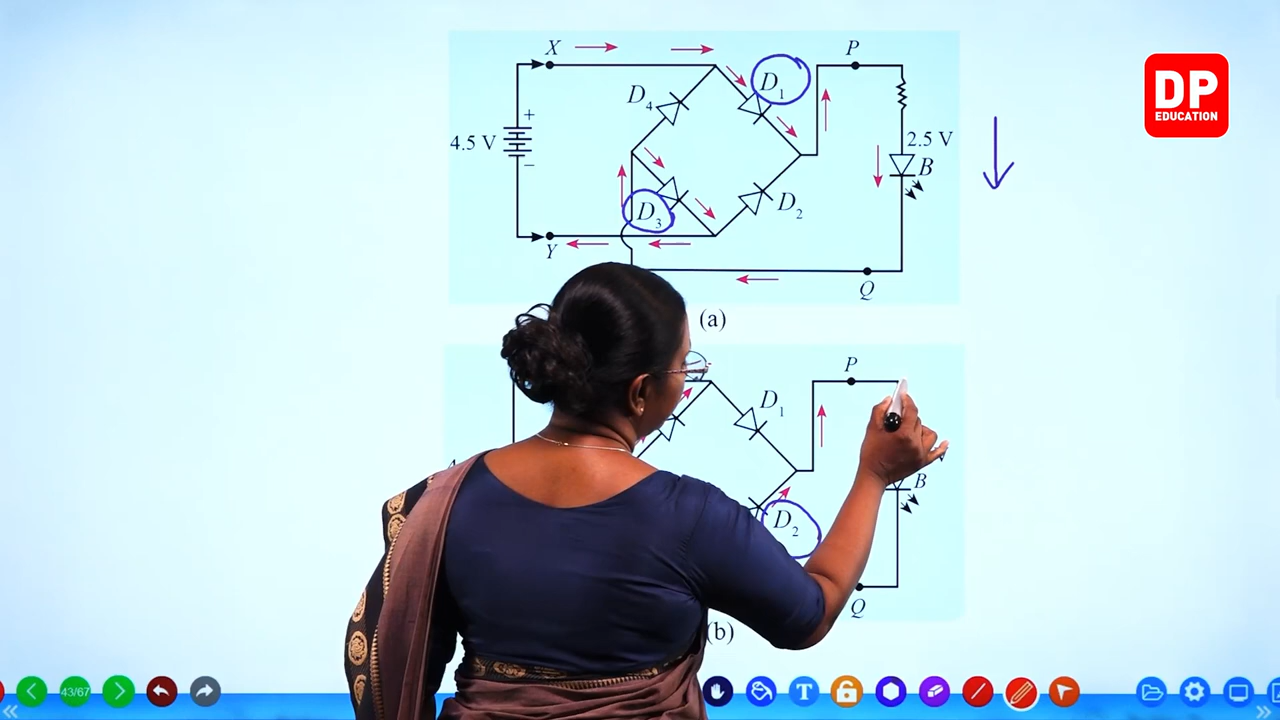 X
P
D1
D4
+
4.5 V
−
2.5 V
B
D3
D2
Y
Q
(a)
P
D1
B
D2
Q
(b)
DP
EDUCATION
43/67
T